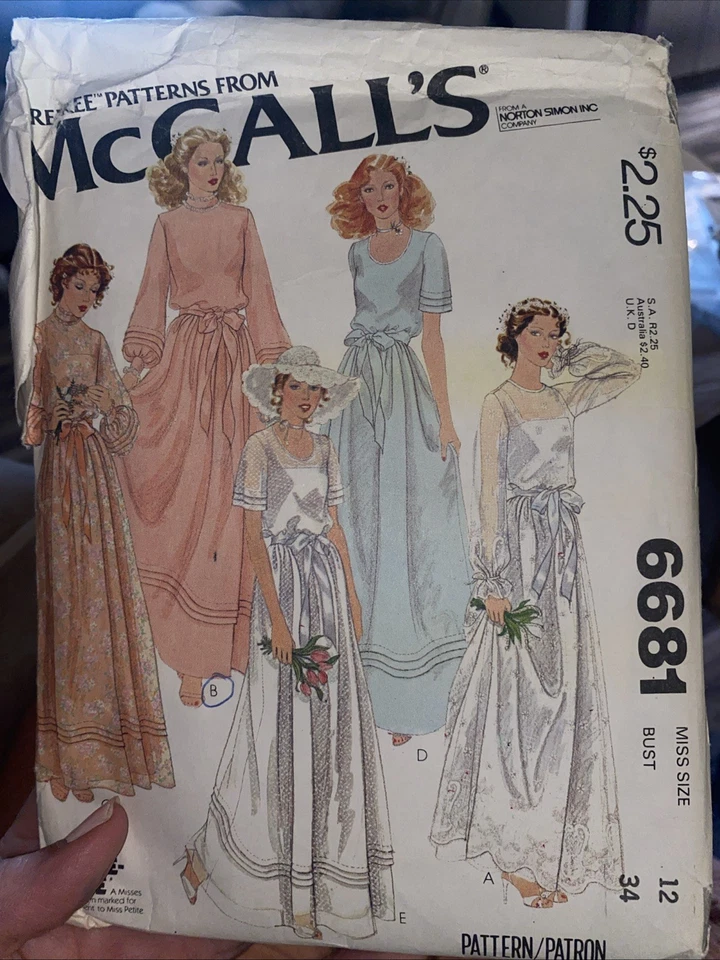 PATTERNS FROM
McCALL'S®
FROM A
NORTON SIMON INC
COMPANY
$2.25
S.A. R2.25
Australia $2.40
U.K. D
6681
MISS SIZE 12
BUST 34
B
D
A
E
A Misses
marked for
to Miss Petite
PATTERN/PATRON